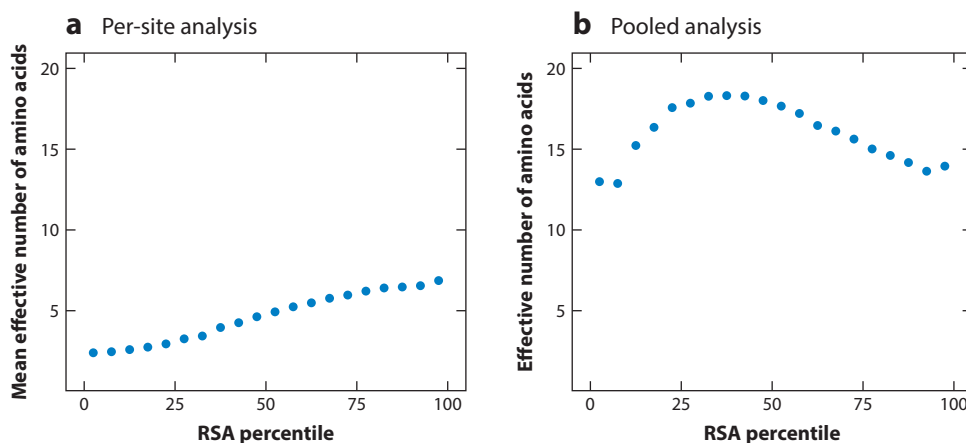 a Per-site analysis
Mean effective number of amino acids
20
15
10
5
0 25 50 75 100
RSA percentile
b Pooled analysis
Effective number of amino acids
20
15
10
5
0 25 50 75 100
RSA percentile